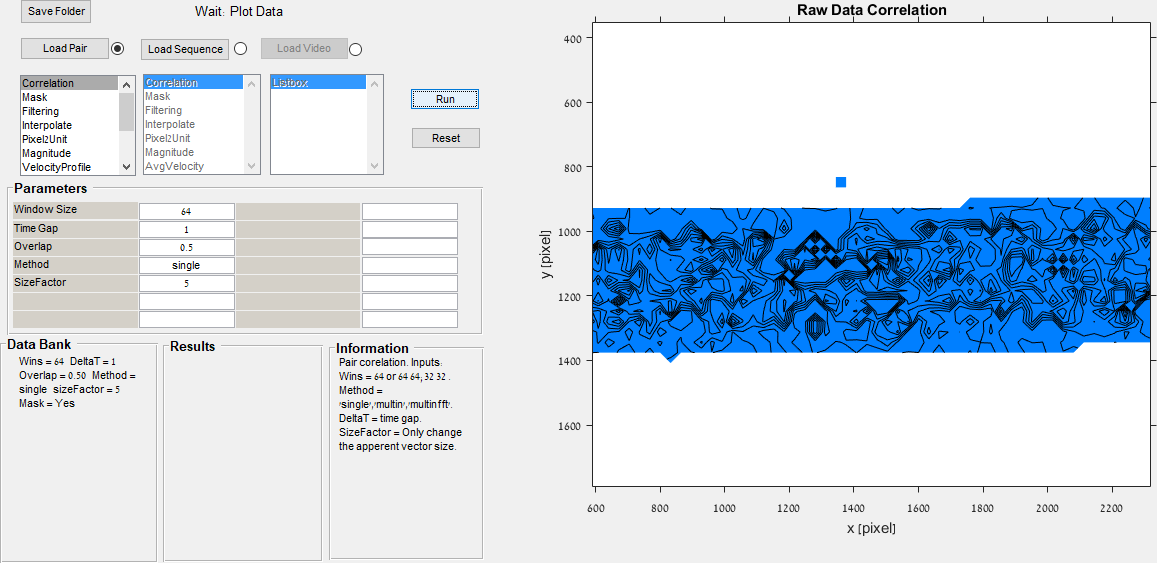 Save Folder
Wait: Plot Data
Load Pair
Load Sequence
Load Video
Correlation
Mask
Filtering
Interpolate
Pixel2Unit
Magnitude
VelocityProfile
Correlation
Mask
Filtering
Interpolate
Pixel2Unit
Magnitude
AvgVelocity
Listbox
Run
Reset
Parameters
Window Size 64
Time Gap 1
Overlap 0.5
Method single
SizeFactor 5
Data Bank
Wins = 64 DeltaT = 1
Overlap = 0.50 Method =
single sizeFactor = 5
Mask = Yes
Results
Information
Pair corelation. Inputs:
Wins = 64 or 64 64; 32 32 .
Method =
'single','multin','multinfft'.
DeltaT = time gap.
SizeFactor = Only change
the apperent vector size.
Raw Data Correlation
y [pixel]
400
600
800
1000
1200
1400
1600
600 800 1000 1200 1400 1600 1800 2000 2200
x [pixel]